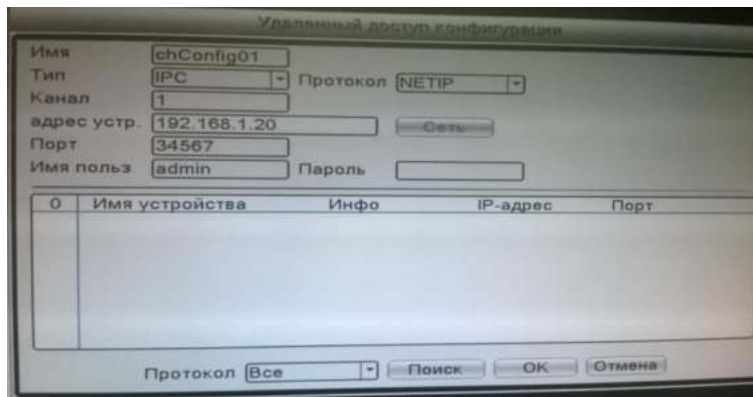 Удаленный доступ конфигурации
Имя chConfig01
Тип IPC Протокол NETIP
Канал 1
адрес устр. 192.168.1.20 Сеть
Порт 34567
Имя польз admin Пароль
0 Имя устройства Инфо IP-адрес Порт
Протокол Все Поиск OK Отмена